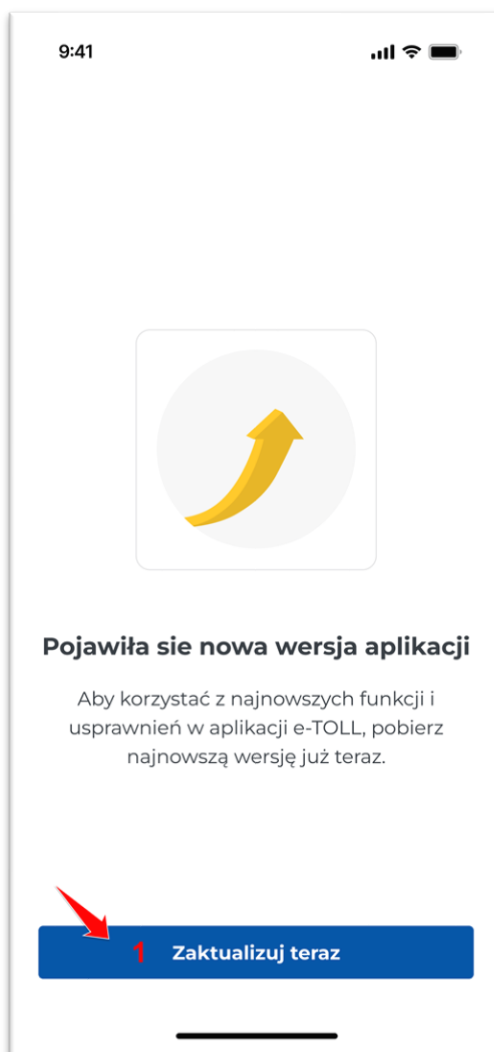 9:41
Pojawiła sie nowa wersja aplikacji
Aby korzystać z najnowszych funkcji i
usprawnień w aplikacji e-TOLL, pobierz
najnowszą wersję już teraz.
1 Zaktualizuj teraz